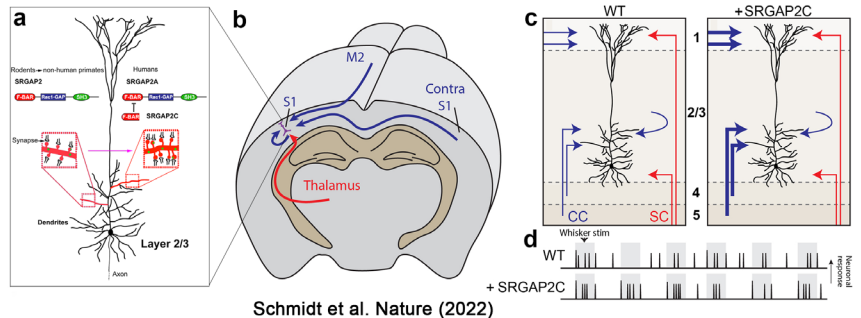 a
Rodents→non-human primates
Humans
SRGAP2
SRGAP2A
F-BAR Rac1-GAP SH3
F-BAR Rac1-GAP SH3
F-BAR
SRGAP2C
Synapse
Dendrites
Layer 2/3
Axon
b
M2
S1
Contra
S1
Thalamus
Schmidt et al. Nature (2022)
c
WT
+SRGAP2C
1
2/3
4
5
CC
SC
d
Whisker stim
WT
+ SRGAP2C
Neuronal
response